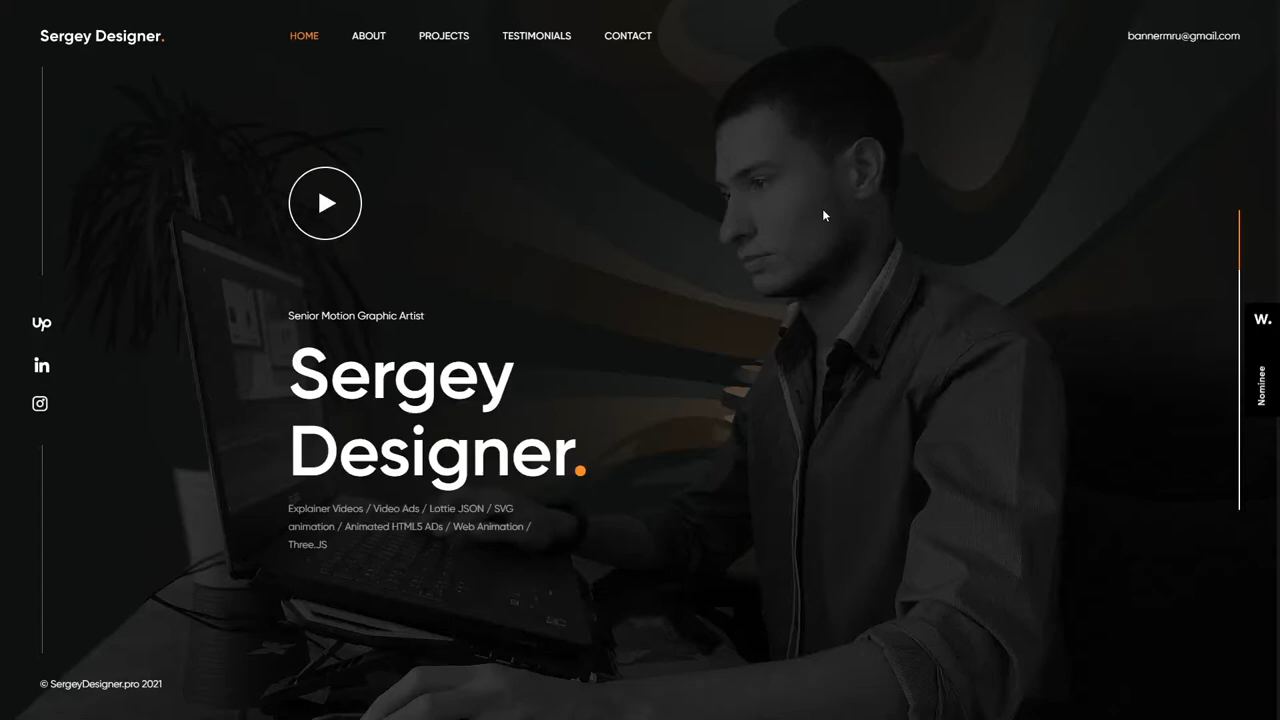 Sergey Designer.
HOME
ABOUT
PROJECTS
TESTIMONIALS
CONTACT
bannermru@gmail.com
Up
in
W.
Nominee
Senior Motion Graphic Artist
Sergey
Designer.
Explainer Videos / Video Ads / Lottie JSON / SVG
animation / Animated HTML5 ADs / Web Animation /
Three.JS
© SergeyDesigner.pro 2021